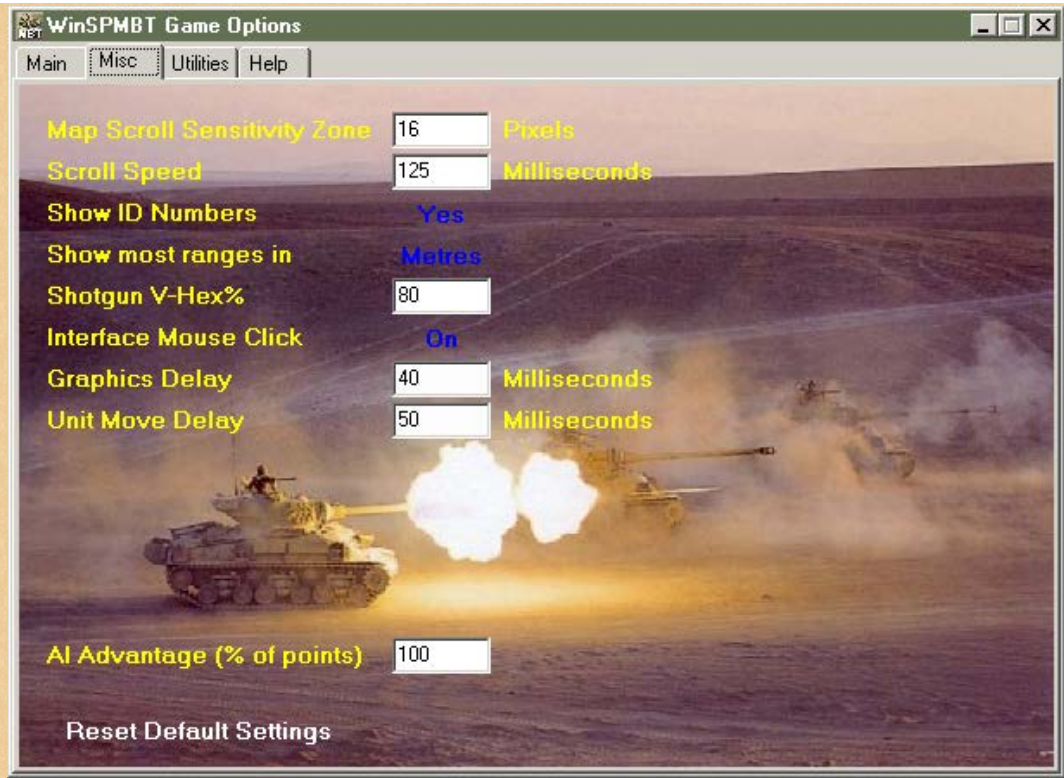 NET WinSPMBT Game Options
Main Misc Utilities Help
Map Scroll Sensitivity Zone 16 Pixels
Scroll Speed 125 Milliseconds
Show ID Numbers Yes
Show most ranges in Metres
Shotgun V-Hex% 80
Interface Mouse Click On
Graphics Delay 40 Milliseconds
Unit Move Delay 50 Milliseconds
AI Advantage (% of points) 100
Reset Default Settings